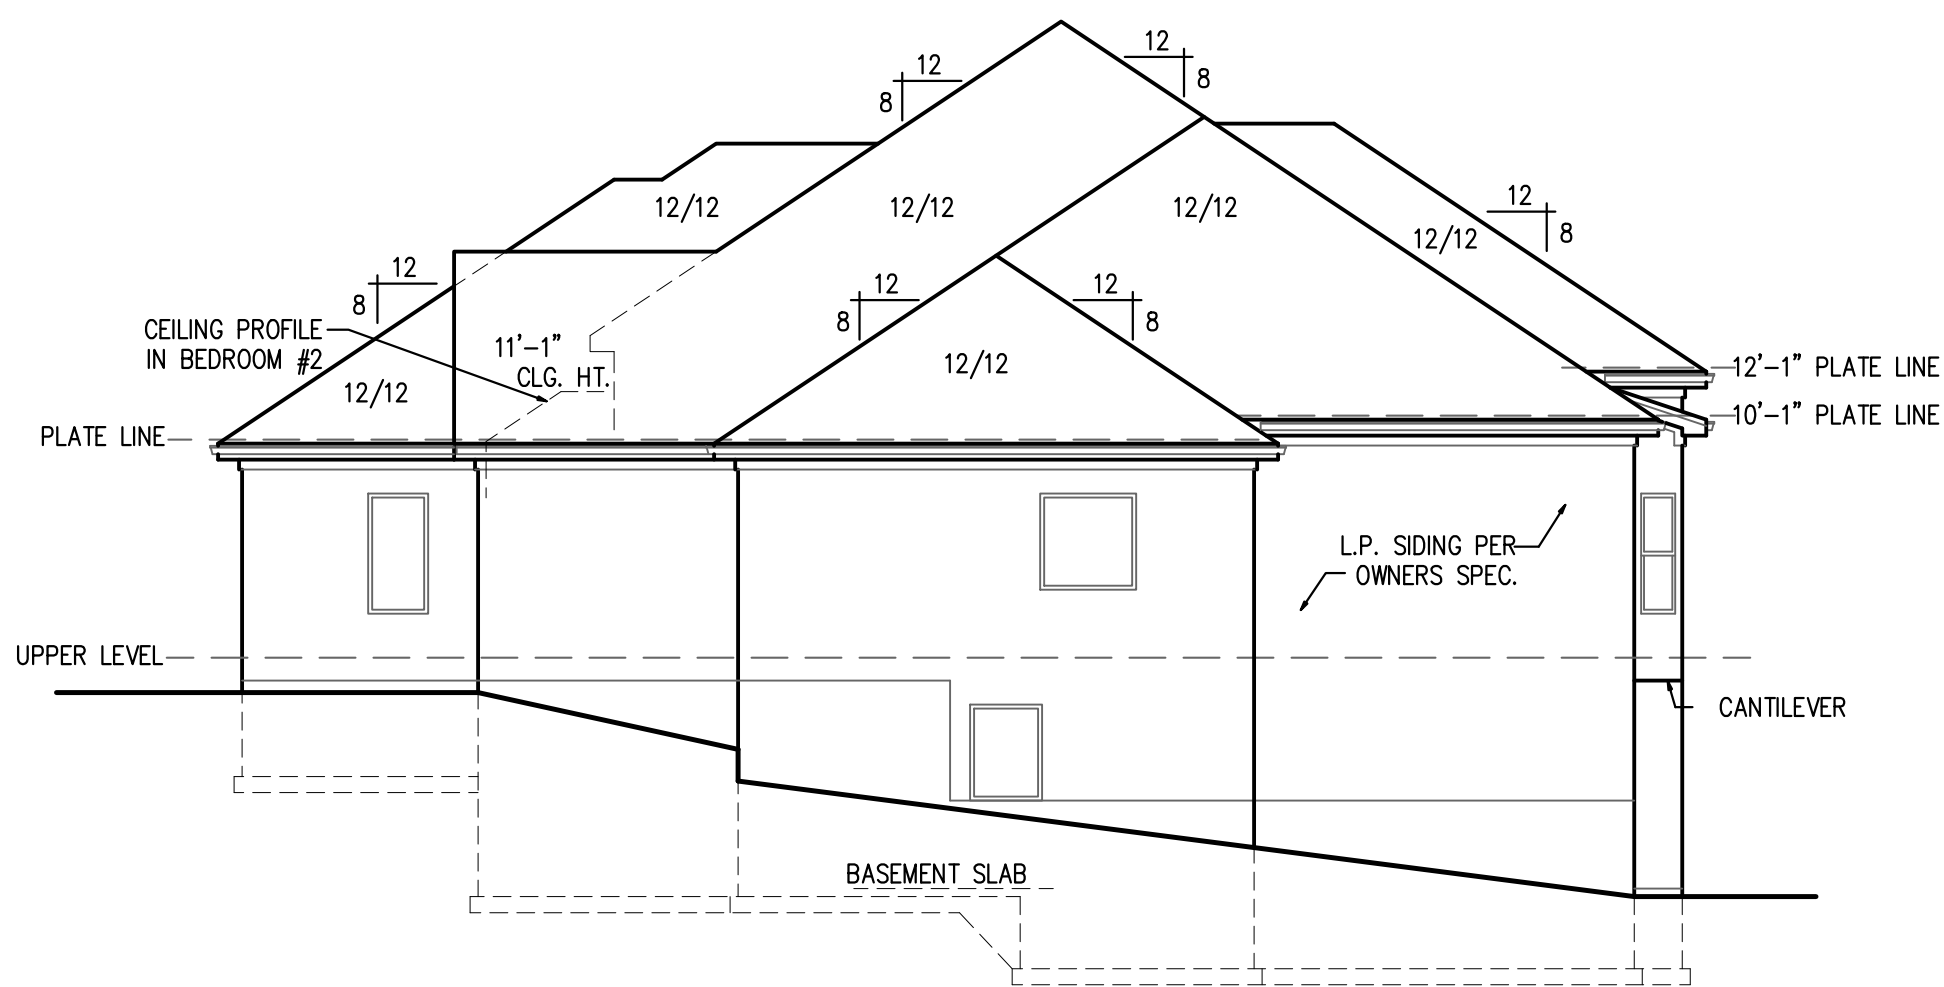 12
8
12
8
12
8
12/12
12/12
12/12
12/12
12
8
12
8
12
8
12
8
CEILING PROFILE
IN BEDROOM #2
11'-1"
CLG. HT.
12/12
12/12
12'-1" PLATE LINE
10'-1" PLATE LINE
PLATE LINE
L.P. SIDING PER
OWNERS SPEC.
UPPER LEVEL
CANTILEVER
BASEMENT SLAB